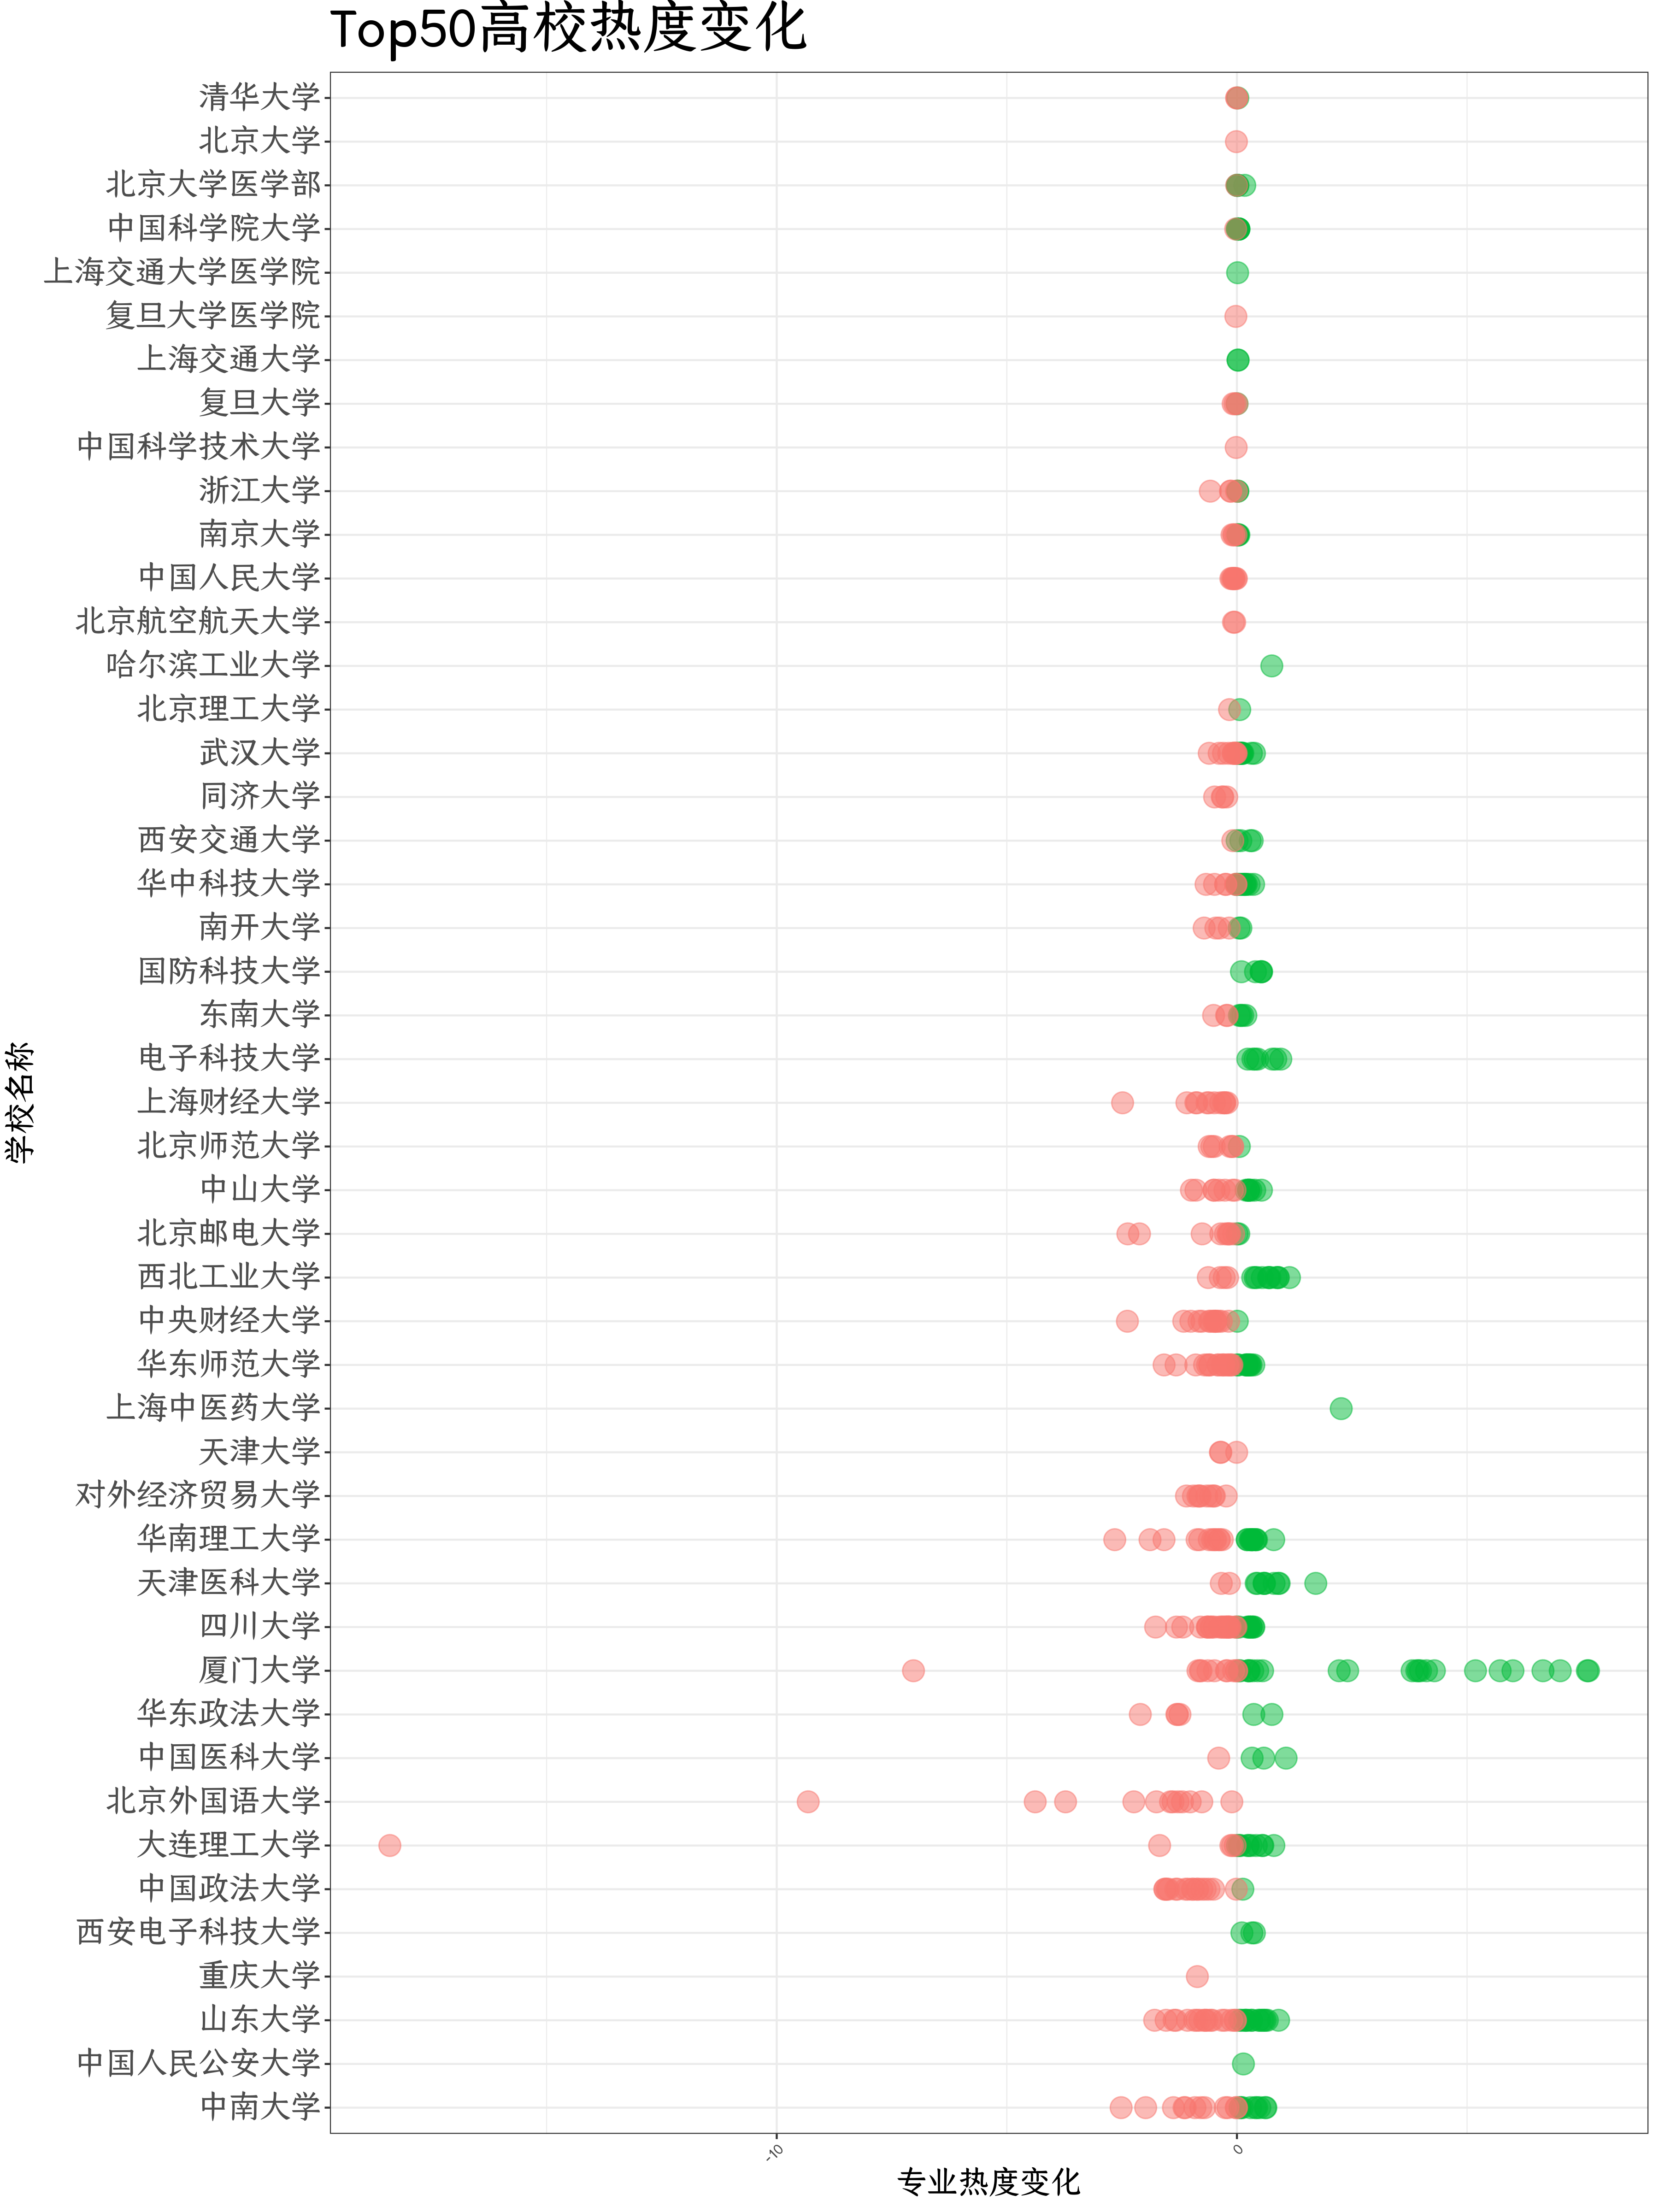 Top50高校热度变化
清华大学
北京大学
北京大学医学部
中国科学院大学
上海交通大学医学院
复旦大学医学院
上海交通大学
复旦大学
中国科学技术大学
浙江大学
南京大学
中国人民大学
北京航空航天大学
哈尔滨工业大学
北京理工大学
武汉大学
同济大学
西安交通大学
华中科技大学
南开大学
国防科技大学
东南大学
电子科技大学
上海财经大学
北京师范大学
中山大学
北京邮电大学
西北工业大学
中央财经大学
华东师范大学
上海中医药大学
天津大学
对外经济贸易大学
华南理工大学
天津医科大学
四川大学
厦门大学
华东政法大学
中国医科大学
北京外国语大学
大连理工大学
中国政法大学
西安电子科技大学
重庆大学
山东大学
中国人民公安大学
中南大学
学校名称
-10
0
专业热度变化